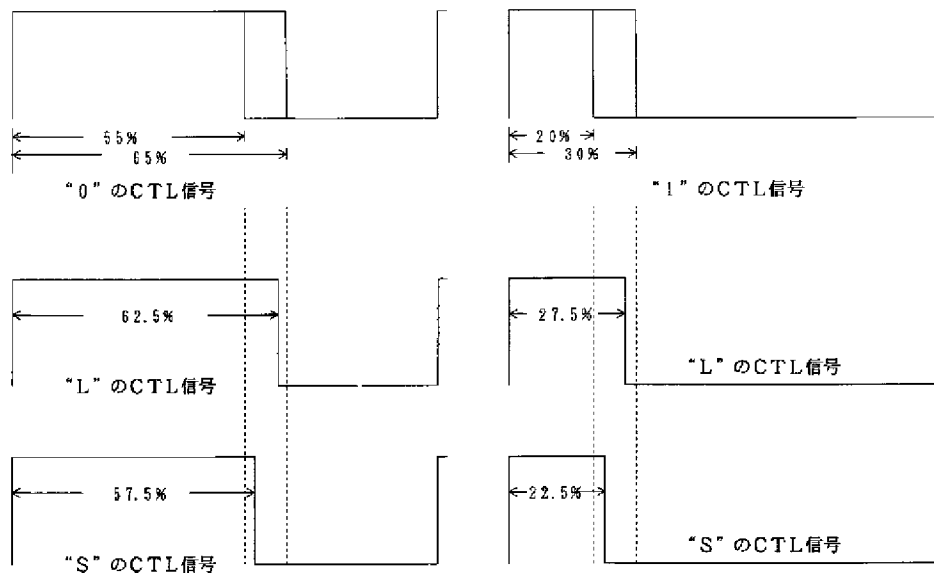 55%
65%
“0”のCTL信号
20%
30%
“1”のCTL信号
62.5%
“L”のCTL信号
27.5%
“L”のCTL信号
57.5%
“S”のCTL信号
22.5%
“S”のCTL信号